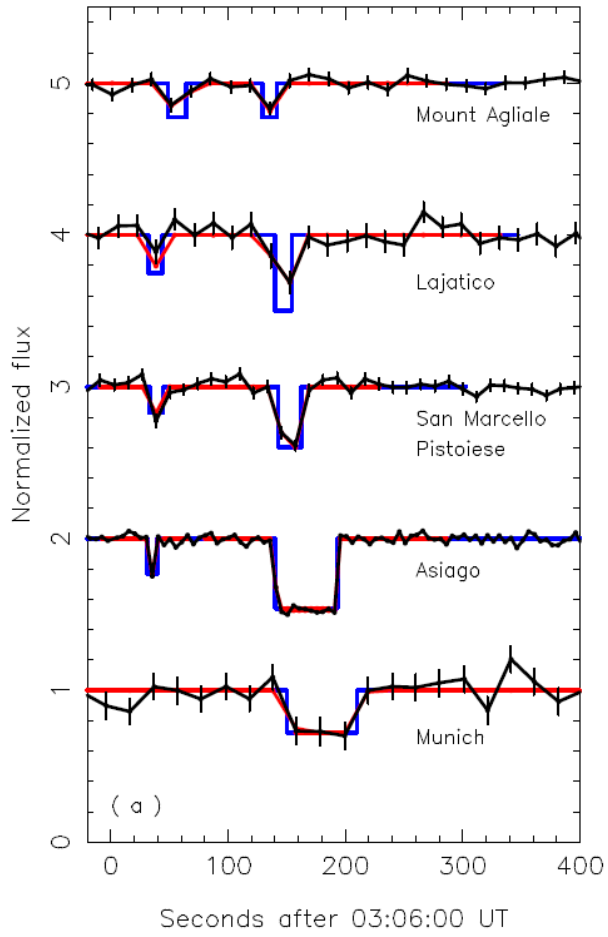 5
Mount Agliale
4
Lajatico
3
San Marcello
Pistoiese
Normalized flux
2
Asiago
1
Munich
( a )
0
0 100 200 300 400
Seconds after 03:06:00 UT